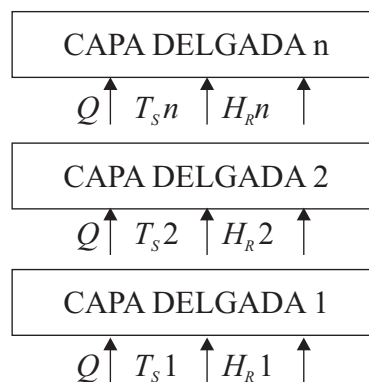 CAPA DELGADA n
Q T_S n H_R n
CAPA DELGADA 2
Q T_S 2 H_R 2
CAPA DELGADA 1
Q T_S 1 H_R 1